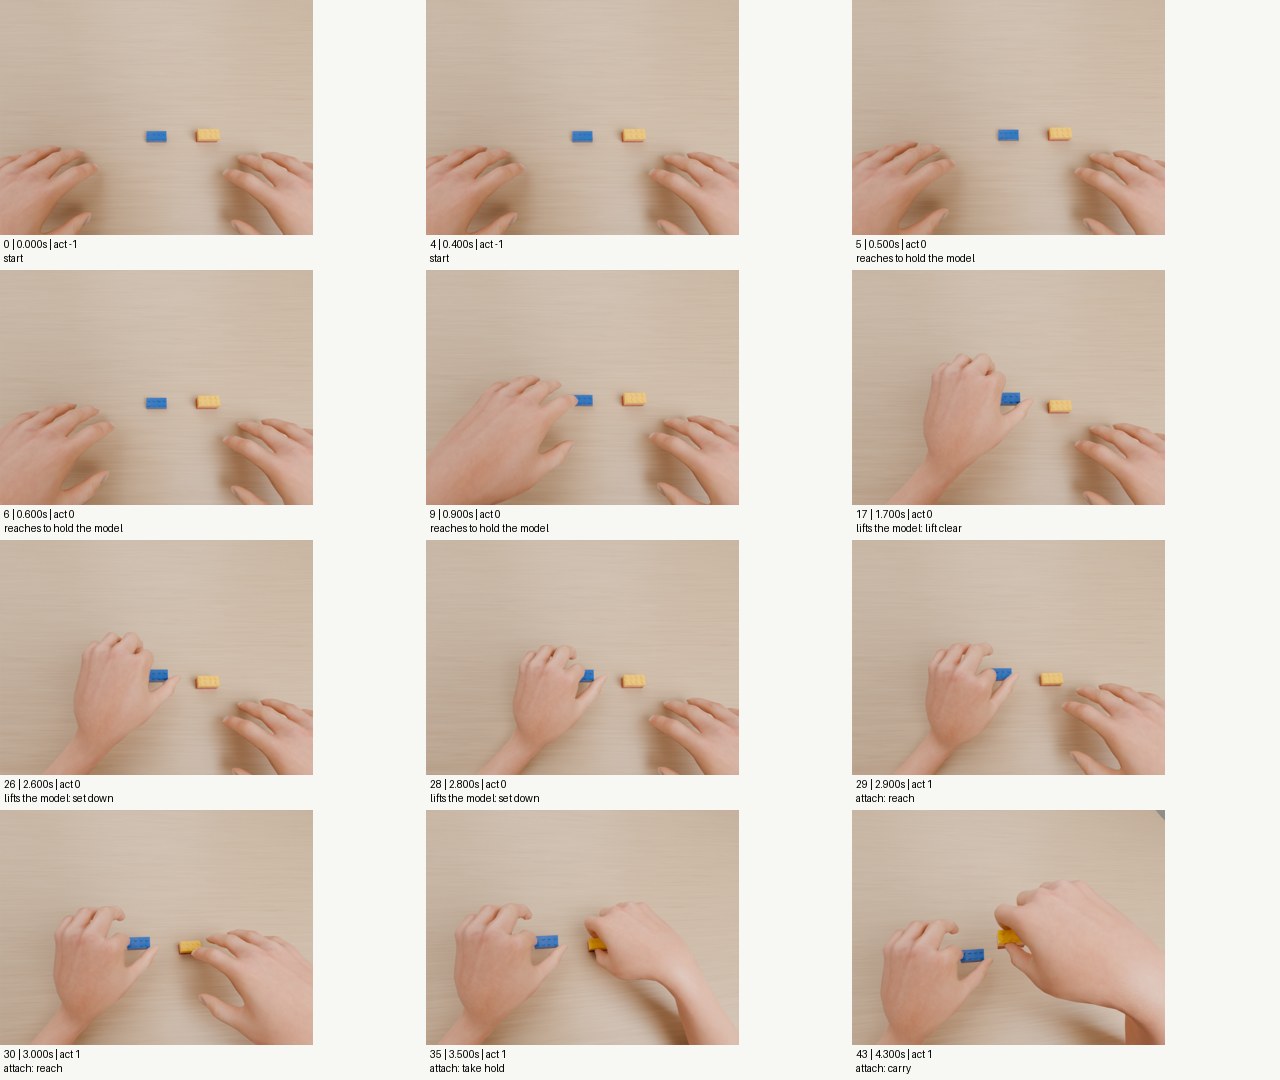 0 | 0.000s | act -1
start
4 | 0.400s | act -1
start
5 | 0.500s | act 0
reaches to hold the model
6 | 0.600s | act 0
reaches to hold the model
9 | 0.900s | act 0
reaches to hold the model
17 | 1.700s | act 0
lifts the model: lift clear
26 | 2.600s | act 0
lifts the model: set down
28 | 2.800s | act 0
lifts the model: set down
29 | 2.900s | act 1
attach: reach
30 | 3.000s | act 1
attach: reach
35 | 3.500s | act 1
attach: take hold
43 | 4.300s | act 1
attach: carry